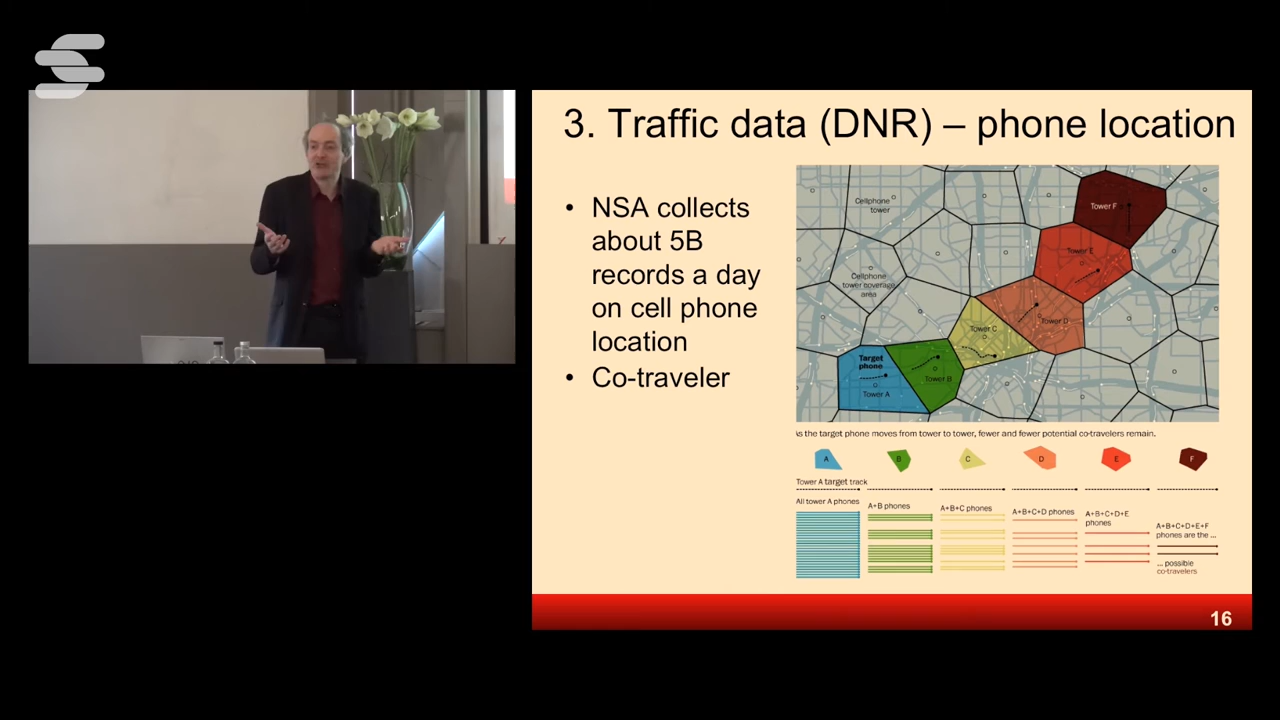 3. Traffic data (DNR) – phone location
• NSA collects
about 5B
records a day
on cell phone
location
• Co-traveler
Cellphone
tower
Cellphone
tower coverage
area
Tower F
Tower E
Tower D
Tower C
Target
phone
Tower B
Tower A
As the target phone moves from tower to tower, fewer and fewer potential co-travelers remain.
A B C D E F
Tower A target track
All tower A phones
A+B phones
A+B+C phones
A+B+C+D phones
A+B+C+D+E
phones
A+B+C+D+E+F
phones are the ...
... possible
co-travelers
16